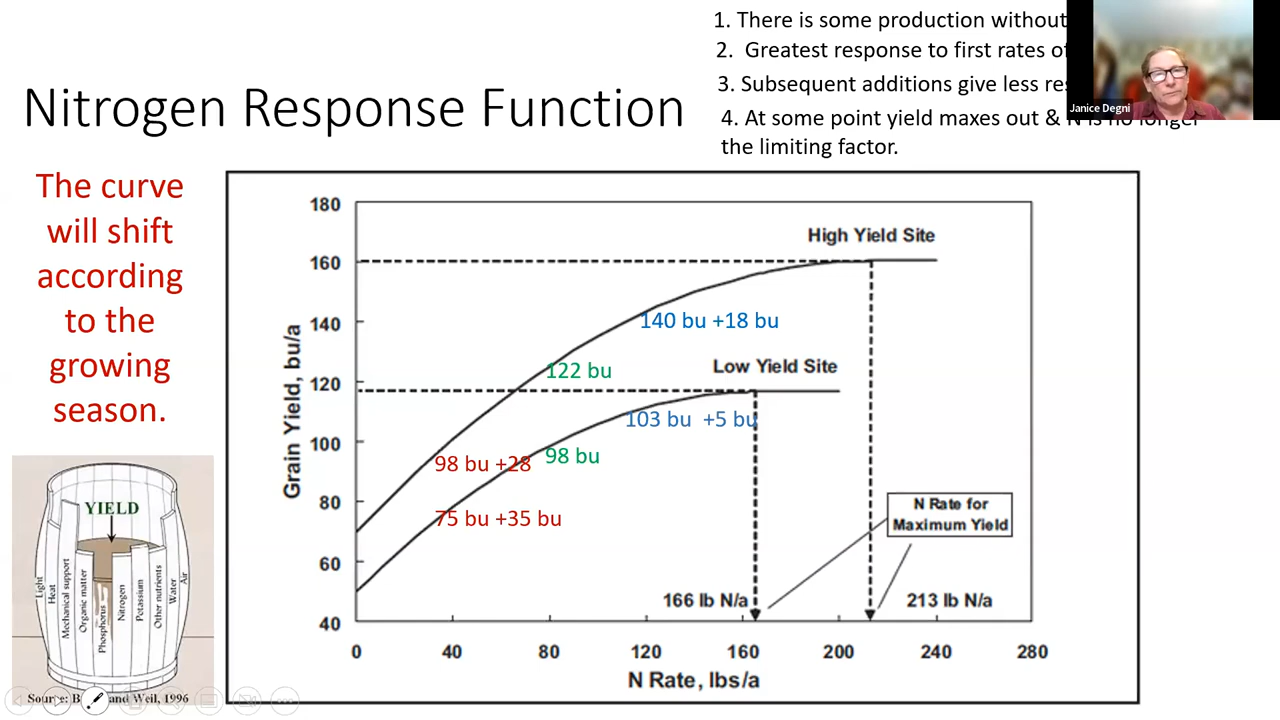 1. There is some production without
2. Greatest response to first rates of
3. Subsequent additions give less res
4. At some point yield maxes out & N is no longer
the limiting factor.
Janice Degni
Nitrogen Response Function
The curve
will shift
according
to the
growing
season.
YIELD
Light
Heat
Mechanical support
Organic matter
Phosphorus
Nitrogen
Potassium
Other nutrients
Water
Air
Source: B and Weil, 1996
Grain Yield, bu/a
180
160
140
120
100
80
60
40
High Yield Site
140 bu +18 bu
122 bu
Low Yield Site
103 bu +5 bu
98 bu +28
98 bu
75 bu +35 bu
N Rate for
Maximum Yield
166 lb N/a
213 lb N/a
0 40 80 120 160 200 240 280
N Rate, lbs/a